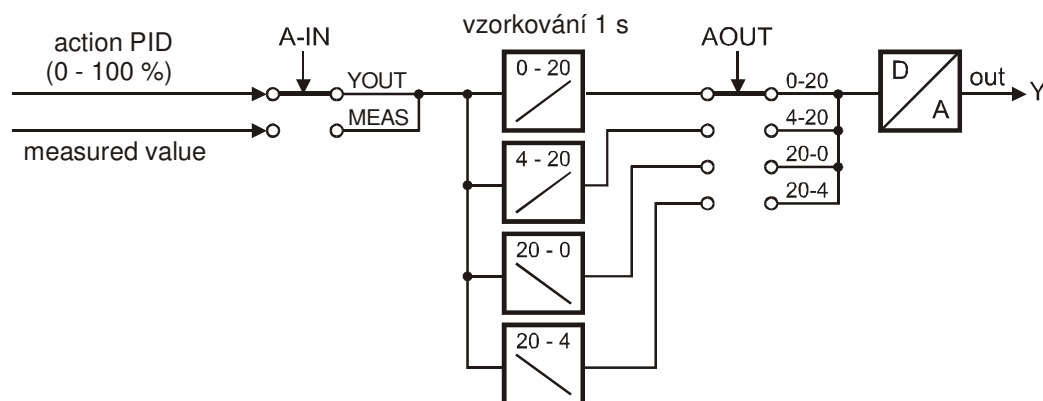 vzorkování 1 s
action PID
(0 - 100 %)
A-IN
AOUT
YOUT
MEAS
measured value
0 - 20
4 - 20
20 - 0
20 - 4
0-20
4-20
20-0
20-4
D
A
out
Y